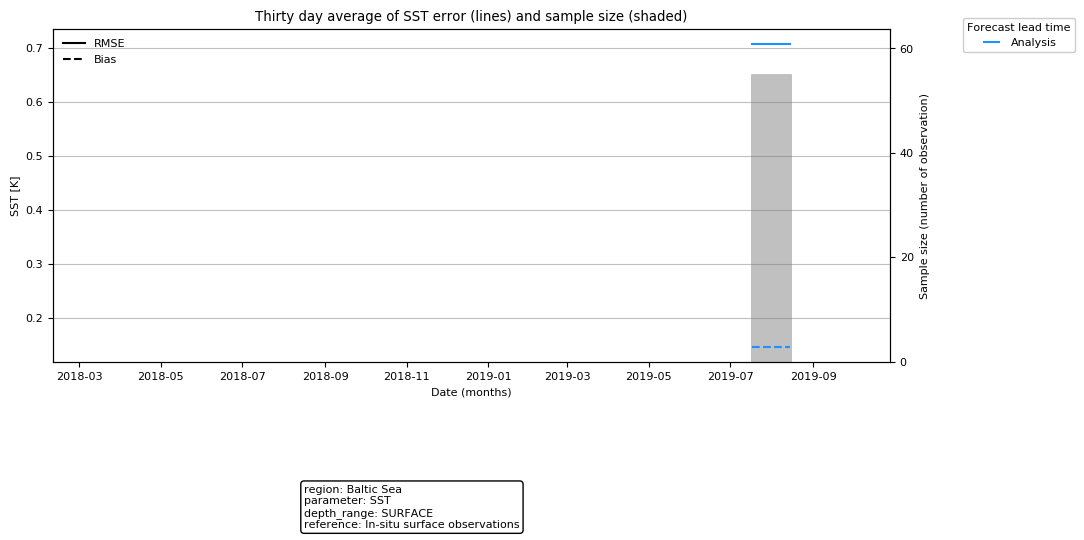 Thirty day average of SST error (lines) and sample size (shaded)
Forecast lead time
Analysis
RMSE
Bias
0.7
0.6
0.5
0.4
0.3
0.2
SST [K]
60
40
20
0
Sample size (number of observation)
2018-03
2018-05
2018-07
2018-09
2018-11
2019-01
2019-03
2019-05
2019-07
2019-09
Date (months)
region: Baltic Sea
parameter: SST
depth_range: SURFACE
reference: In-situ surface observations